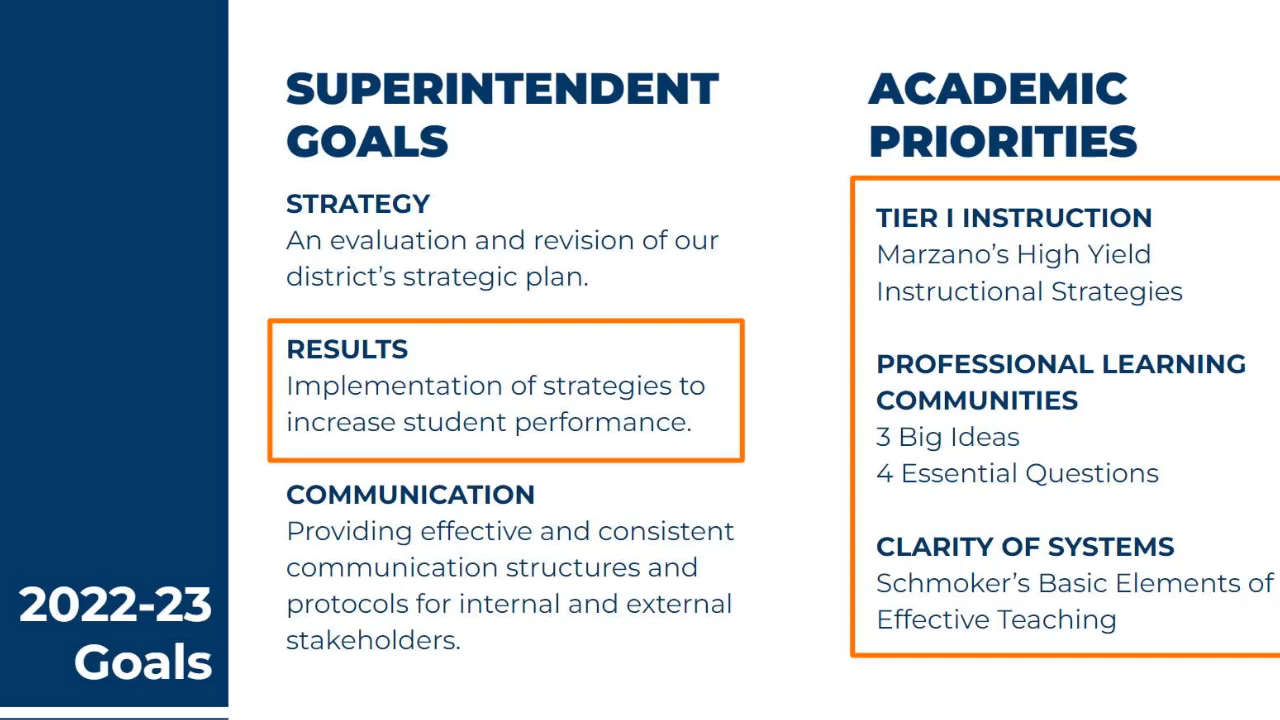 SUPERINTENDENT
GOALS
STRATEGY
An evaluation and revision of our
district’s strategic plan.
RESULTS
Implementation of strategies to
increase student performance.
COMMUNICATION
Providing effective and consistent
communication structures and
protocols for internal and external
stakeholders.
ACADEMIC
PRIORITIES
TIER I INSTRUCTION
Marzano’s High Yield
Instructional Strategies
PROFESSIONAL LEARNING
COMMUNITIES
3 Big Ideas
4 Essential Questions
CLARITY OF SYSTEMS
Schmoker’s Basic Elements of
Effective Teaching
2022-23
Goals